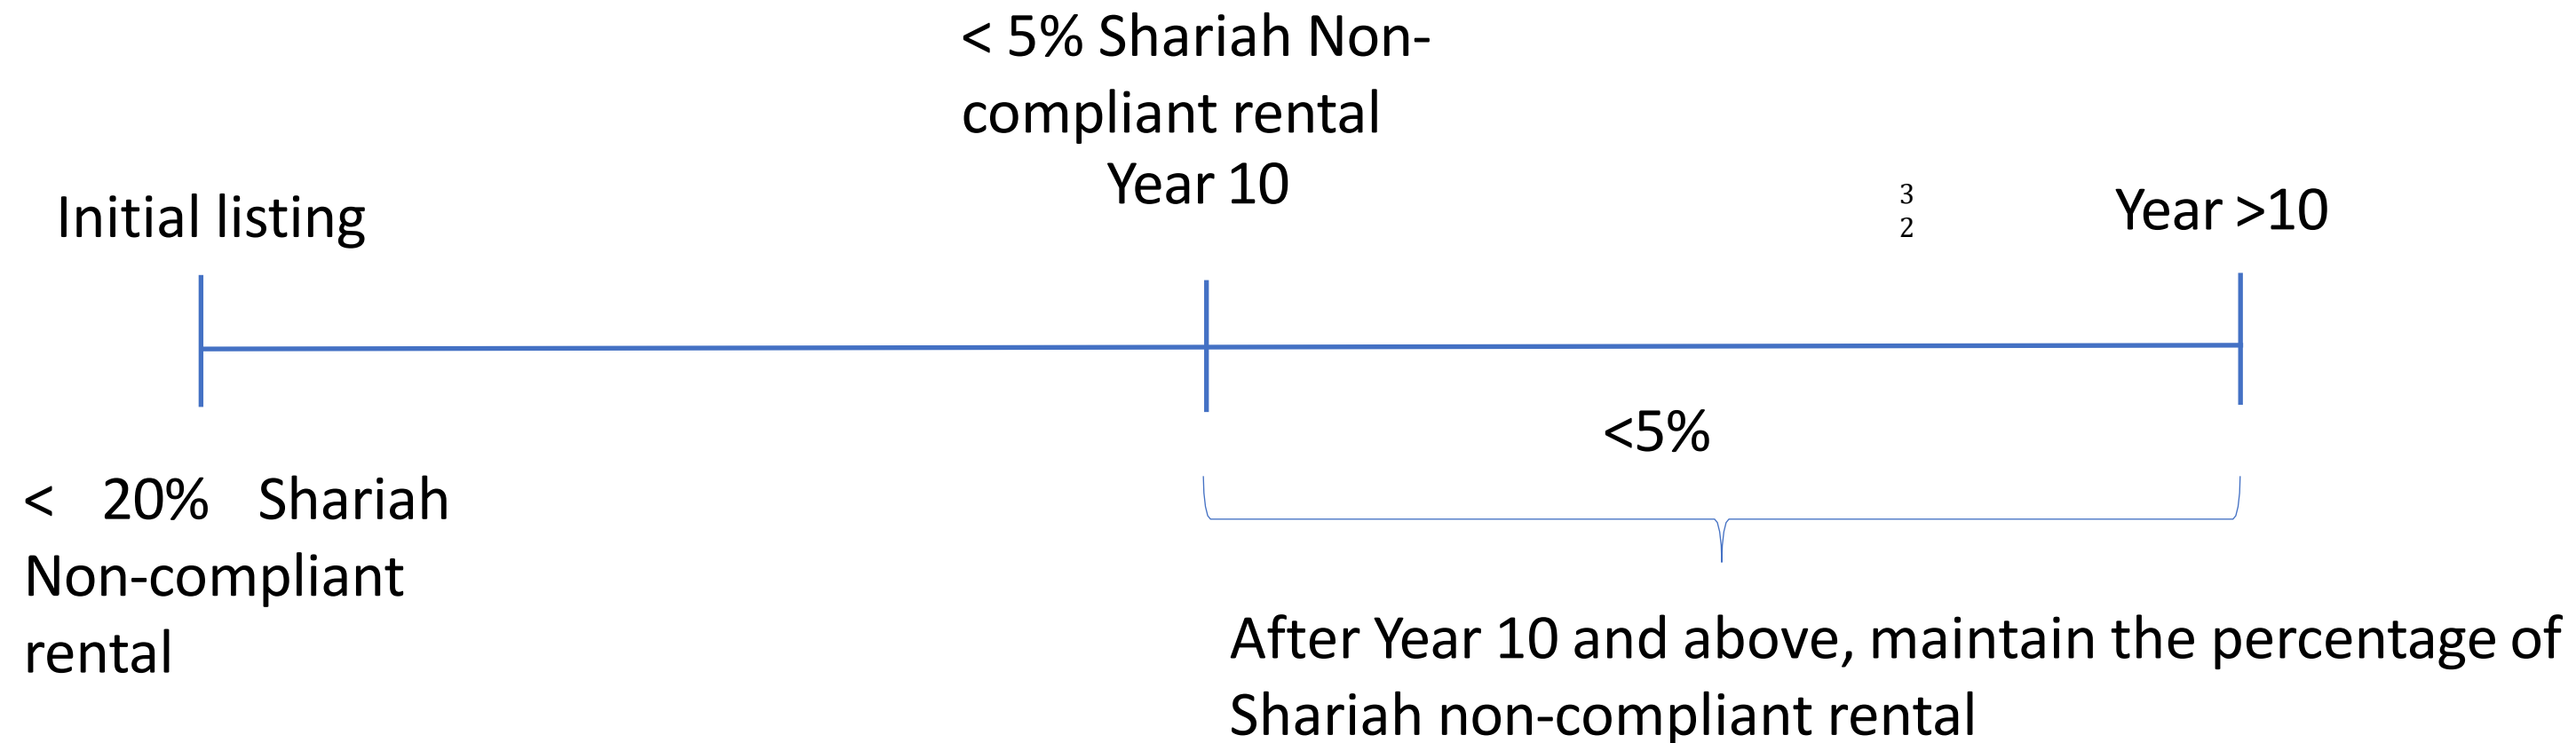 < 5% Shariah Non-
compliant rental
Year 10
Initial listing
3
2
Year >10
<5%
< 20% Shariah
Non-compliant
rental
After Year 10 and above, maintain the percentage of
Shariah non-compliant rental